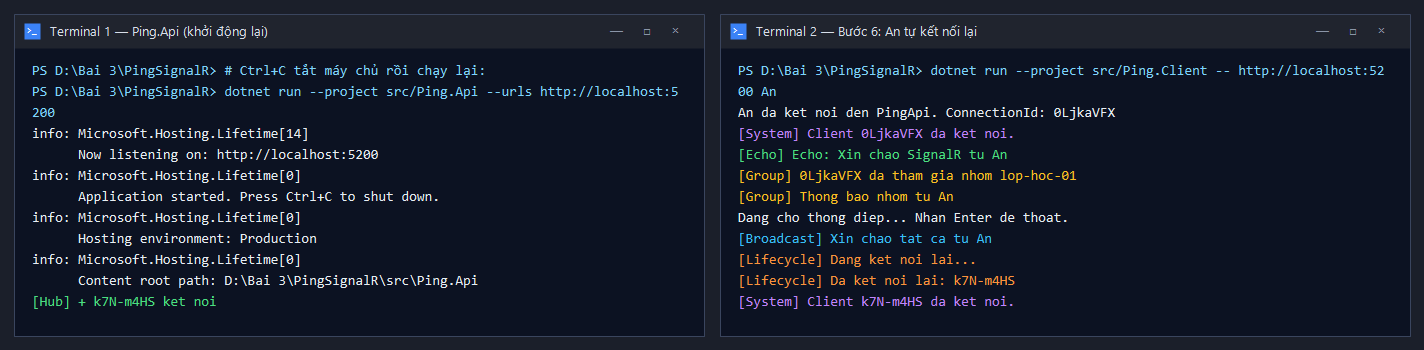 Terminal 1 — Ping.Api (khởi động lại)
PS D:\Bai 3\PingSignalR> # Ctrl+C tắt máy chủ rồi chạy lại:
PS D:\Bai 3\PingSignalR> dotnet run --project src/Ping.Api --urls http://localhost:5
200
info: Microsoft.Hosting.Lifetime[14]
Now listening on: http://localhost:5200
info: Microsoft.Hosting.Lifetime[0]
Application started. Press Ctrl+C to shut down.
info: Microsoft.Hosting.Lifetime[0]
Hosting environment: Production
info: Microsoft.Hosting.Lifetime[0]
Content root path: D:\Bai 3\PingSignalR\src\Ping.Api
[Hub] + k7N-m4HS ket noi
Terminal 2 — Bước 6: An tự kết nối lại
PS D:\Bai 3\PingSignalR> dotnet run --project src/Ping.Client -- http://localhost:52
00 An
An da ket noi den PingApi. ConnectionId: 0LjkaVFX
[System] Client 0LjkaVFX da ket noi.
[Echo] Echo: Xin chao SignalR tu An
[Group] 0LjkaVFX da tham gia nhom lop-hoc-01
[Group] Thong bao nhom tu An
Dang cho thong diep... Nhan Enter de thoat.
[Broadcast] Xin chao tat ca tu An
[Lifecycle] Dang ket noi lai...
[Lifecycle] Da ket noi lai: k7N-m4HS
[System] Client k7N-m4HS da ket noi.